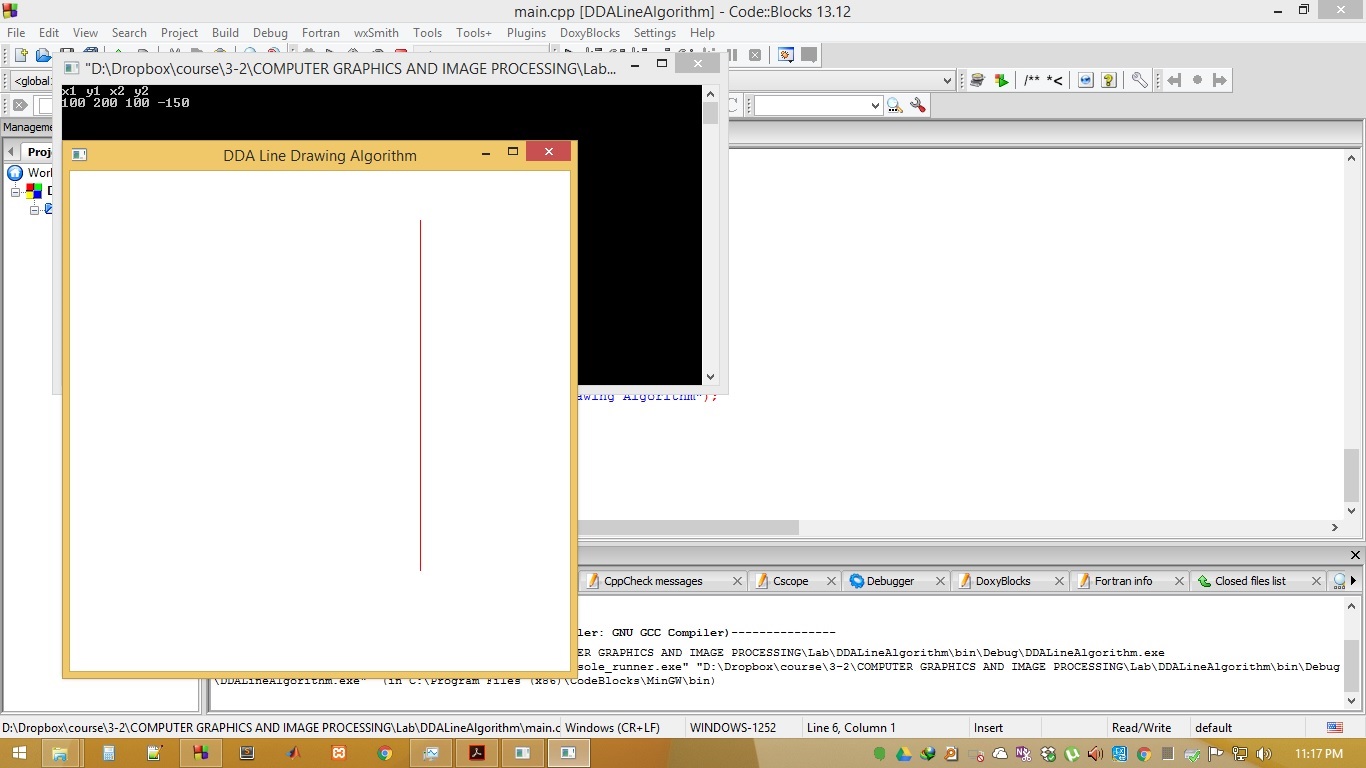 main.cpp [DDALineAlgorithm] - Code::Blocks 13.12
File Edit View Search Project Build Debug Fortran wxSmith Tools Tools+ Plugins DoxyBlocks Settings Help
<global
/** *<
"D:\Dropbox\course\3-2\COMPUTER GRAPHICS AND IMAGE PROCESSING\Lab...
x1 y1 x2 y2
100 200 100 -150
Manageme
Proj
Work
D
DDA Line Drawing Algorithm
awing Algorithm");
CppCheck messages Cscope Debugger DoxyBlocks Fortran info Closed files list
ler: GNU GCC Compiler)---------------
ER GRAPHICS AND IMAGE PROCESSING\Lab\DDALineAlgorithm\bin\Debug\DDALineAlgorithm.exe
sole_runner.exe" "D:\Dropbox\course\3-2\COMPUTER GRAPHICS AND IMAGE PROCESSING\Lab\DDALineAlgorithm\bin\Debug
\DDALineAlgorithm.exe" (in C:\Program Files (x86)\CodeBlocks\MinGW\bin)
D:\Dropbox\course\3-2\COMPUTER GRAPHICS AND IMAGE PROCESSING\Lab\DDALineAlgorithm\main.c Windows (CR+LF) WINDOWS-1252 Line 6, Column 1 Insert Read/Write default
11:17 PM